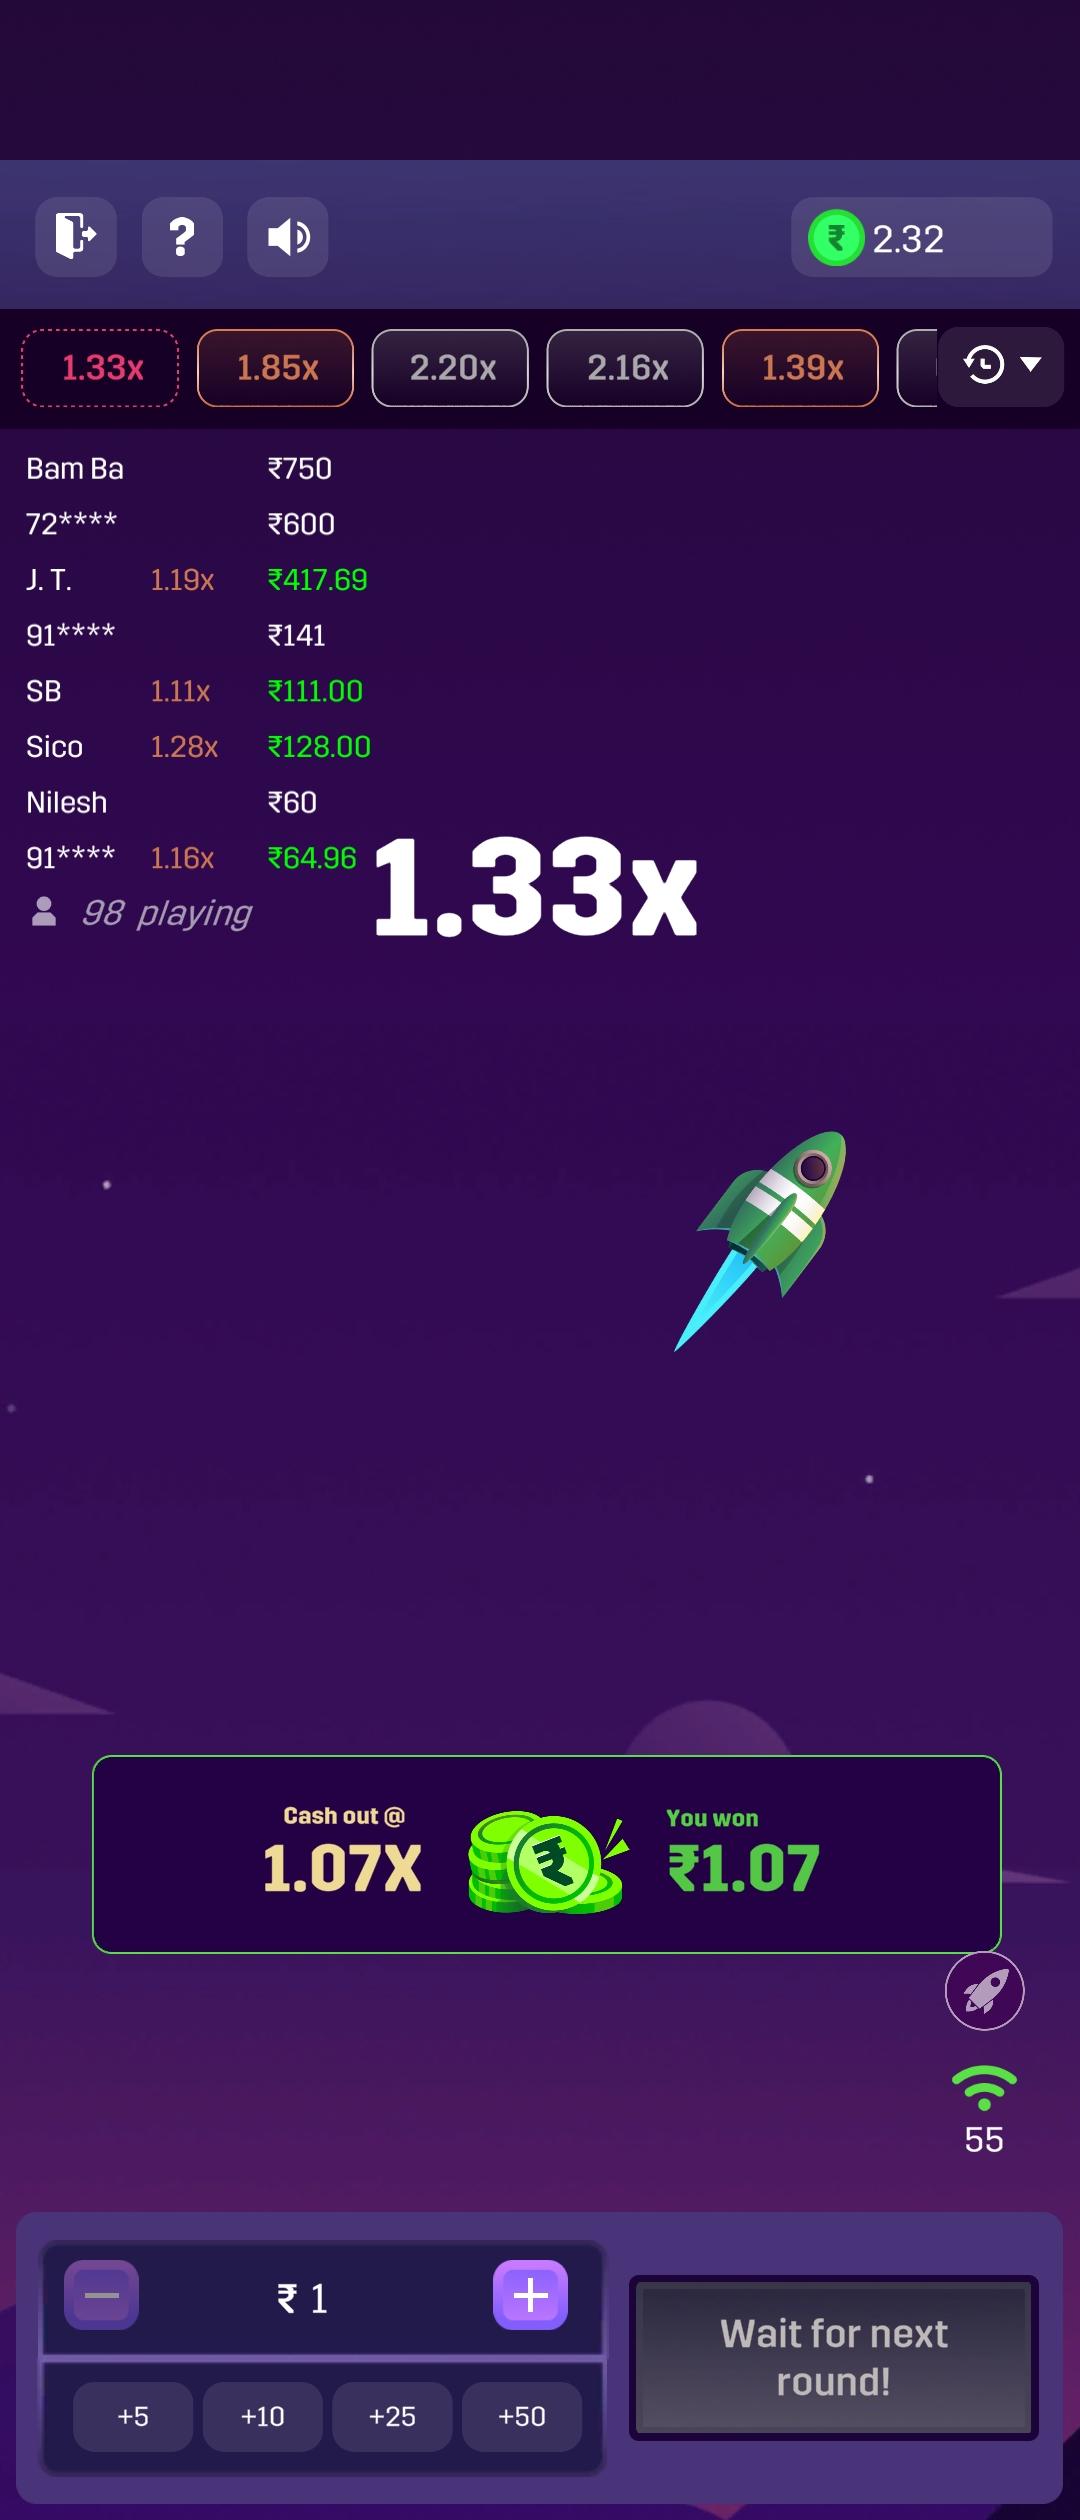 2.32
1.33x 1.85x 2.20x 2.16x 1.39x
Bam Ba ₹750
72**** ₹600
J. T. 1.19x ₹417.69
91**** ₹141
SB 1.11x ₹111.00
Sico 1.28x ₹128.00
Nilesh ₹60
91**** 1.16x ₹64.96
98 playing
1.33x
Cash out @
1.07X
You won
₹1.07
55
₹ 1
+5 +10 +25 +50
Wait for next
round!